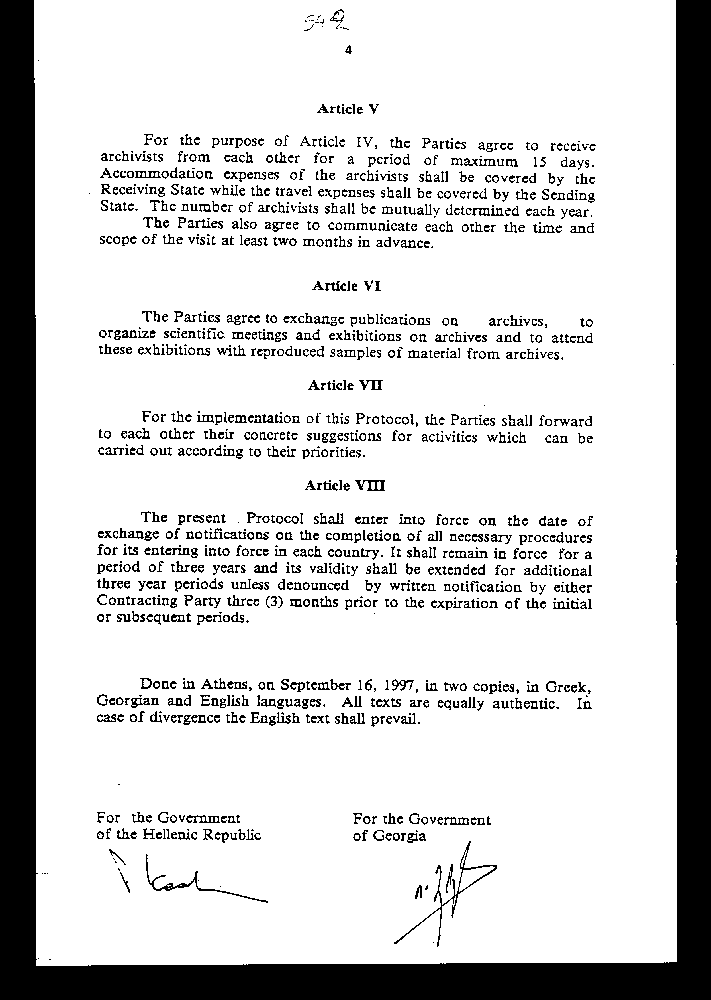 542
4
Article V
For the purpose of Article IV, the Parties agree to receive
archivists from each other for a period of maximum 15 days.
Accommodation expenses of the archivists shall be covered by the
Receiving State while the travel expenses shall be covered by the Sending
State. The number of archivists shall be mutually determined each year.
The Parties also agree to communicate each other the time and
scope of the visit at least two months in advance.
Article VI
The Parties agree to exchange publications on archives, to
organize scientific meetings and exhibitions on archives and to attend
these exhibitions with reproduced samples of material from archives.
Article VII
For the implementation of this Protocol, the Parties shall forward
to each other their concrete suggestions for activities which can be
carried out according to their priorities.
Article VIII
The present . Protocol shall enter into force on the date of
exchange of notifications on the completion of all necessary procedures
for its entering into force in each country. It shall remain in force for a
period of three years and its validity shall be extended for additional
three year periods unless denounced by written notification by either
Contracting Party three (3) months prior to the expiration of the initial
or subsequent periods.
Done in Athens, on September 16, 1997, in two copies, in Greek,
Georgian and English languages. All texts are equally authentic. In
case of divergence the English text shall prevail.
For the Government
of the Hellenic Republic
For the Government
of Georgia